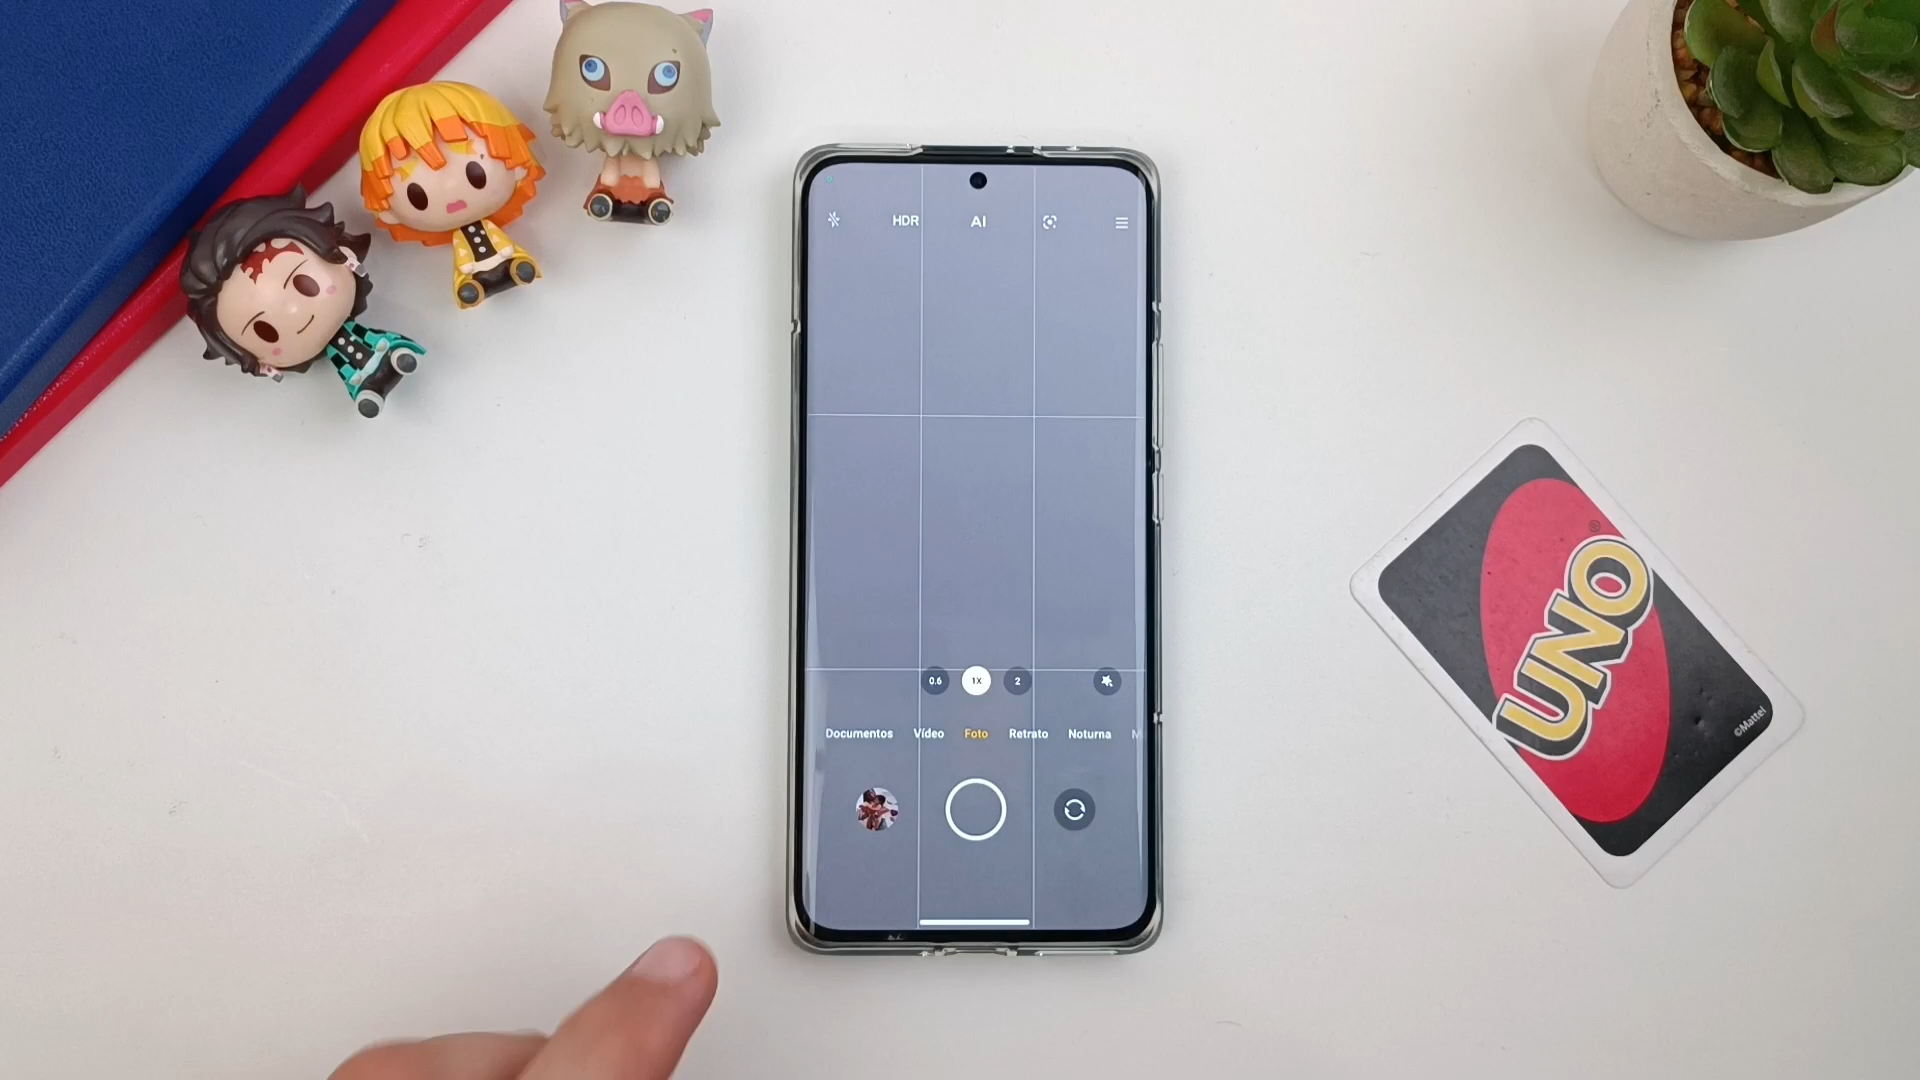 HDR AI
0.6 1X 2
Documentos Vídeo Foto Retrato Noturna M
UNO
®
©Mattel